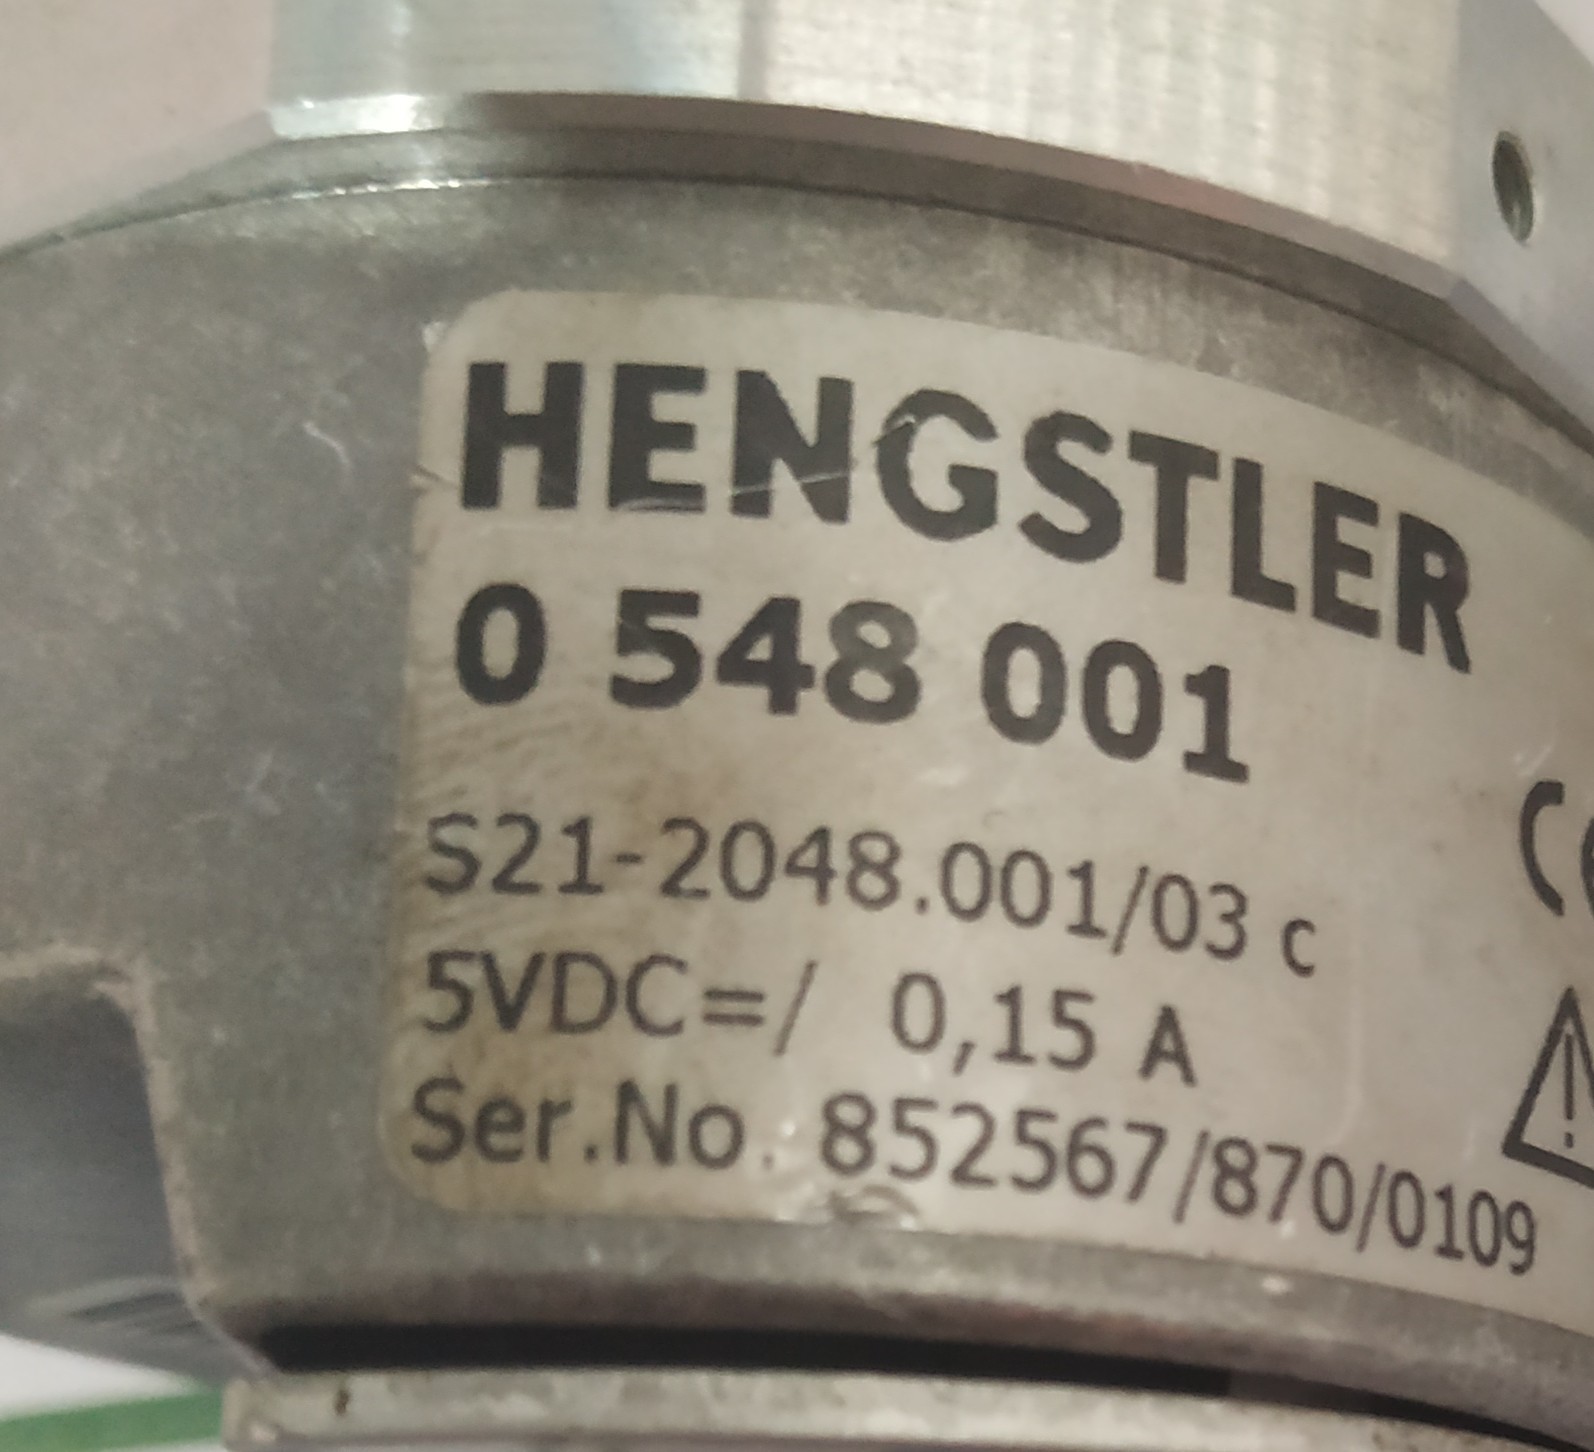 HENGSTLER
0 548 001
S21-2048.001/03 c
5VDC=/ 0,15 A
Ser.No. 852567/870/0109